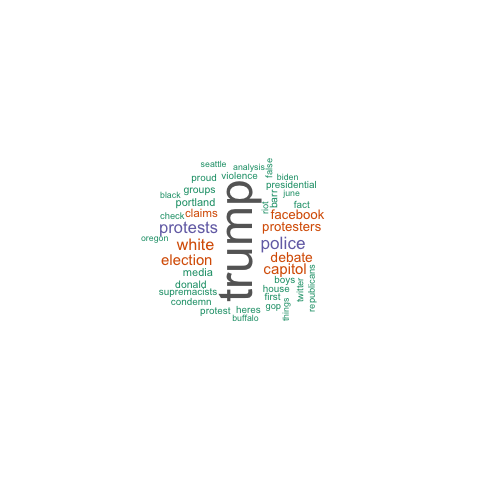 seattle
analysis
false
proud
violence
biden
presidential
black
groups
june
barr
portland
riot
fact
check
claims
facebook
protests
protesters
oregon
white
trump
police
election
debate
media
capitol
donald
boys
supremacists
house
twitter
republicans
condemn
first
protest
heres
gop
things
buffalo